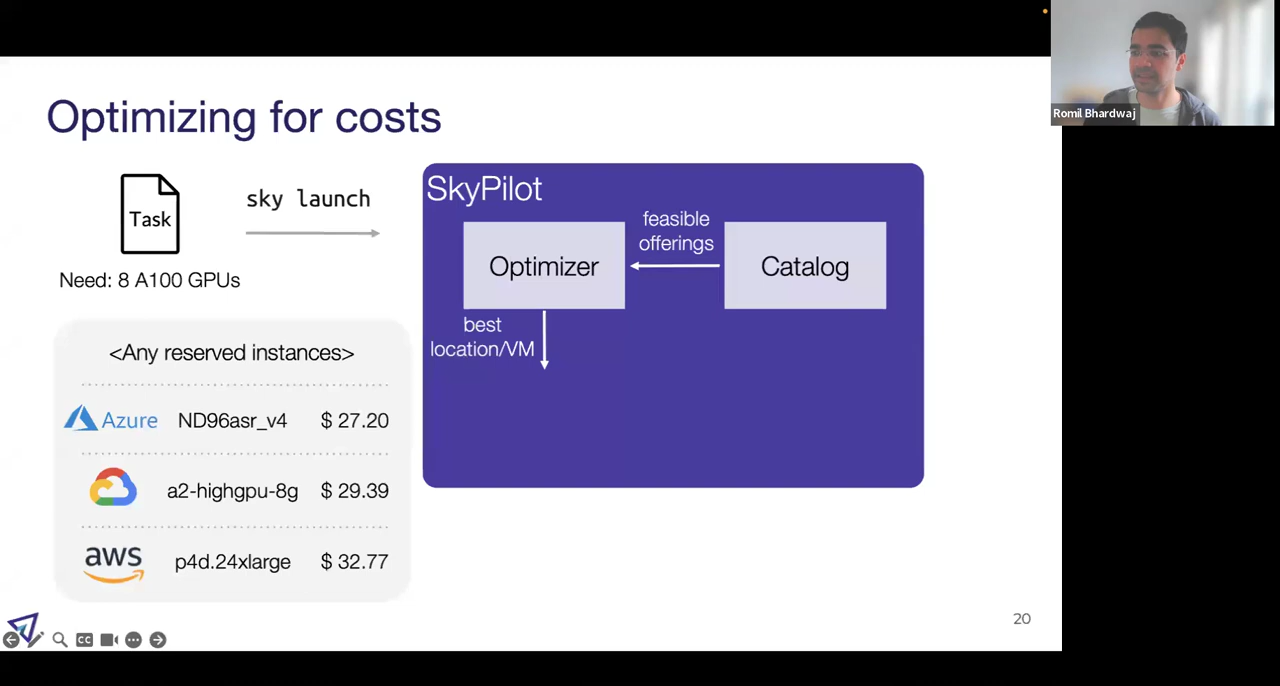 Romil Bhardwaj
Optimizing for costs
Task
sky launch
Need: 8 A100 GPUs
SkyPilot
Optimizer
feasible
offerings
Catalog
best
location/VM
<Any reserved instances>
Azure ND96asr_v4 $ 27.20
a2-highgpu-8g $ 29.39
aws p4d.24xlarge $ 32.77
20
CC